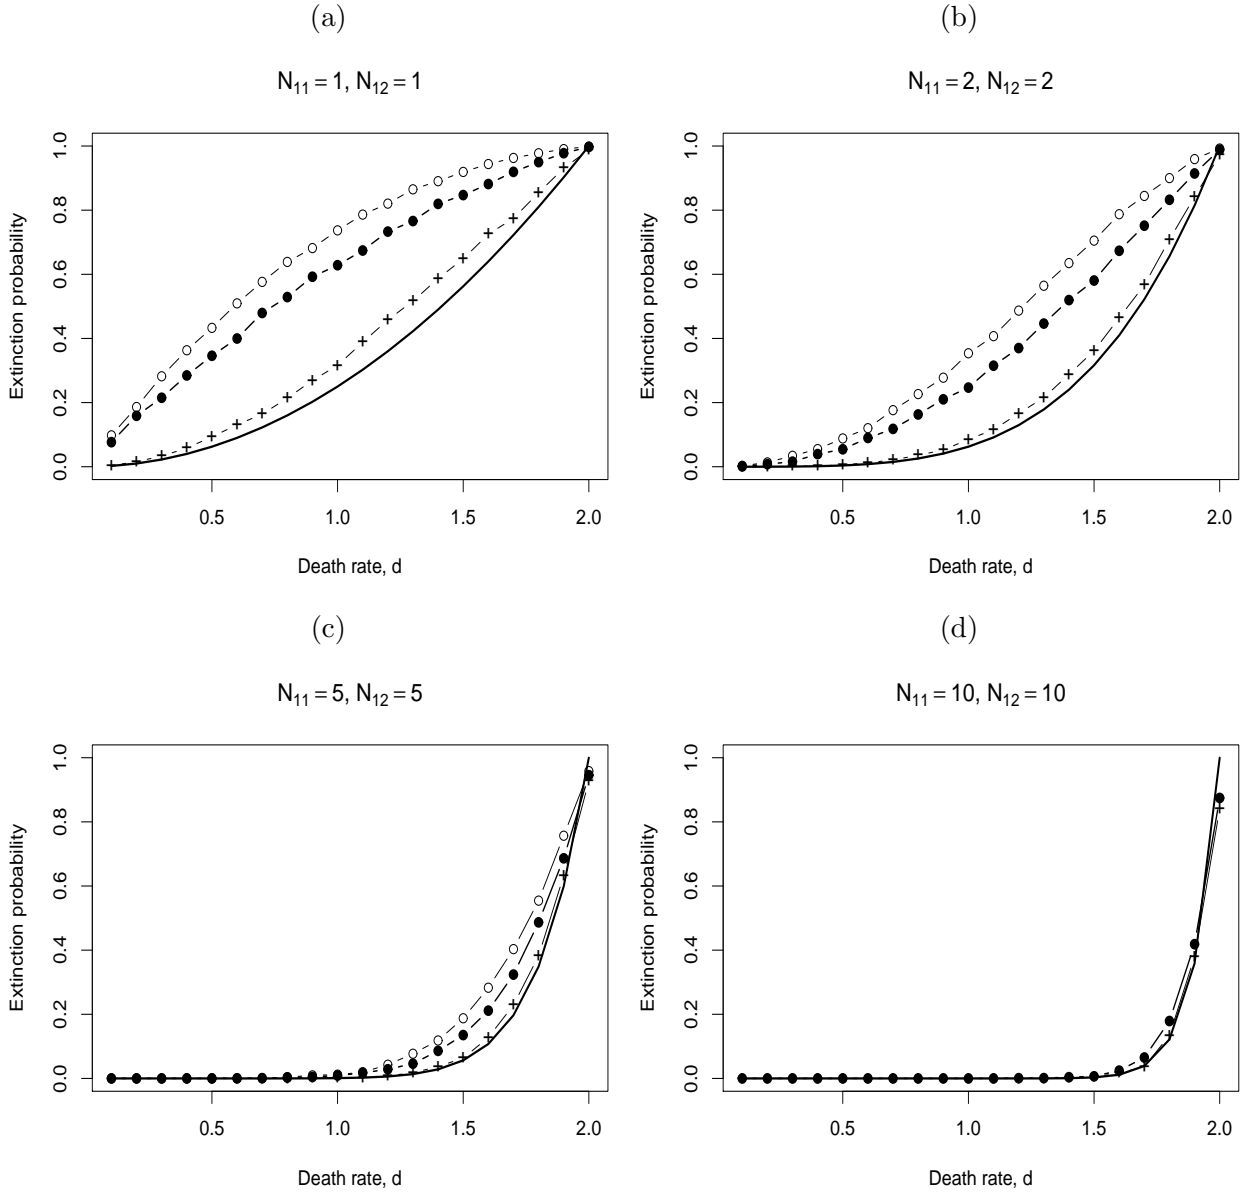 (a)
N11 = 1, N12 = 1
Extinction probability
0.0 0.2 0.4 0.6 0.8 1.0
0.5 1.0 1.5 2.0
Death rate, d
(b)
N11 = 2, N12 = 2
Extinction probability
0.0 0.2 0.4 0.6 0.8 1.0
0.5 1.0 1.5 2.0
Death rate, d
(c)
N11 = 5, N12 = 5
Extinction probability
0.0 0.2 0.4 0.6 0.8 1.0
0.5 1.0 1.5 2.0
Death rate, d
(d)
N11 = 10, N12 = 10
Extinction probability
0.0 0.2 0.4 0.6 0.8 1.0
0.5 1.0 1.5 2.0
Death rate, d